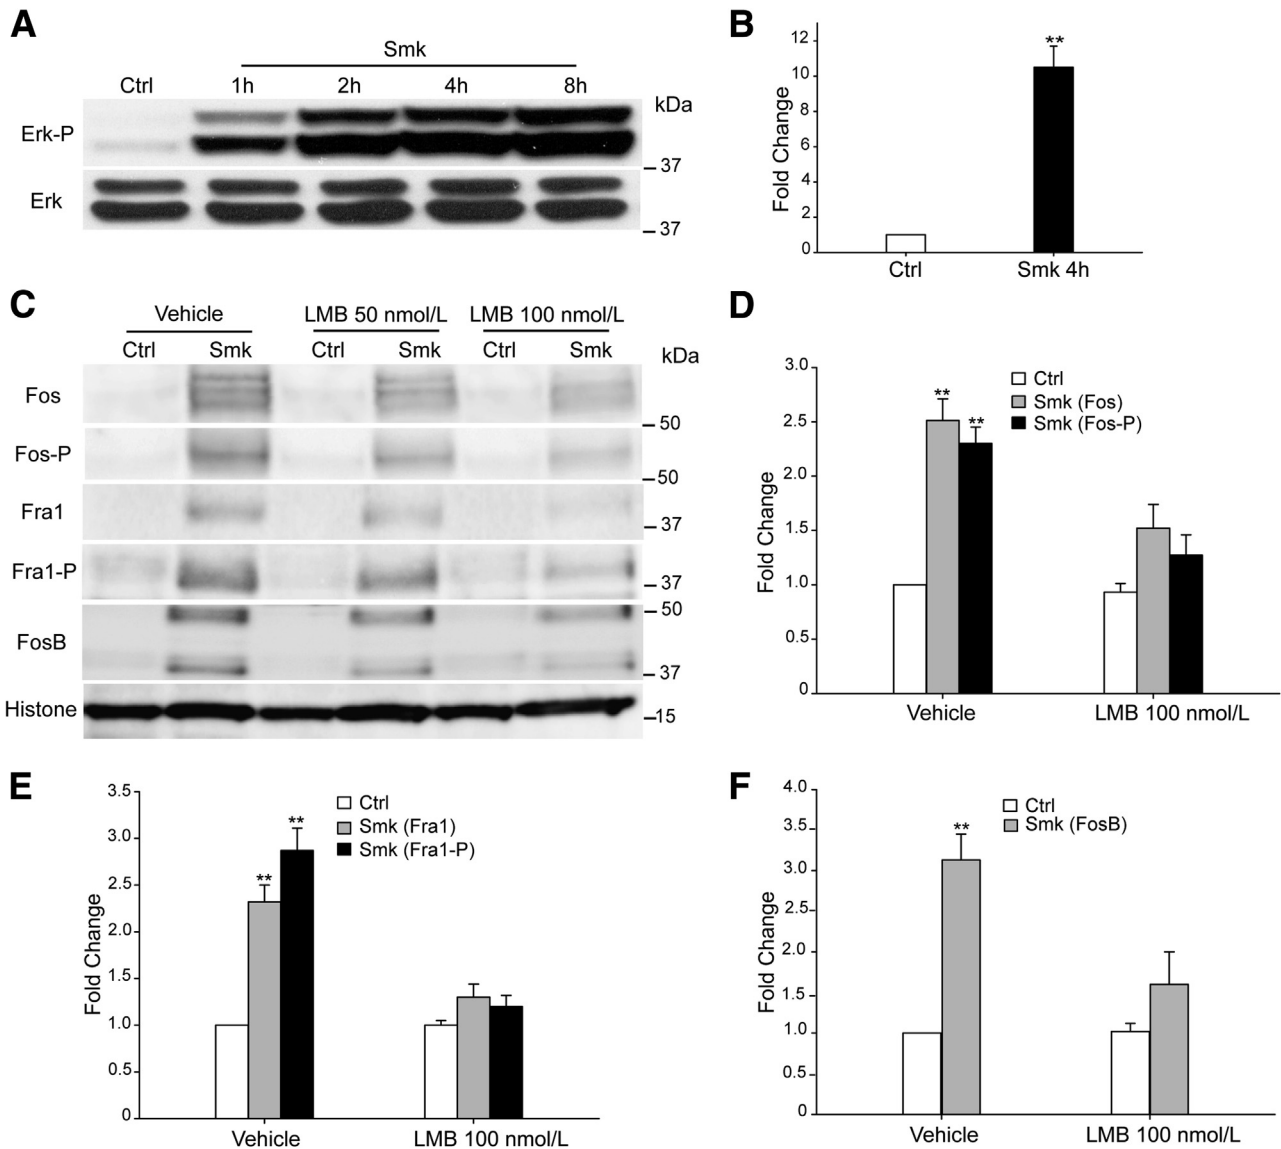 A
Smk
Ctrl 1h 2h 4h 8h
kDa
Erk-P
37
Erk
37
B
Fold Change
12
10
8
6
4
2
0
**
Ctrl Smk 4h
C
Vehicle LMB 50 nmol/L LMB 100 nmol/L
Ctrl Smk Ctrl Smk Ctrl Smk
kDa
Fos
50
Fos-P
50
Fra1
37
Fra1-P
37
50
FosB
37
Histone
15
D
Fold Change
3.0
2.5
2.0
1.5
1.0
0.5
0
Ctrl
Smk (Fos)
Smk (Fos-P)
** **
Vehicle LMB 100 nmol/L
E
Fold Change
3.5
3.0
2.5
2.0
1.5
1.0
0.5
0
Ctrl
Smk (Fra1)
Smk (Fra1-P)
** **
Vehicle LMB 100 nmol/L
F
Fold Change
4.0
3.5
3.0
2.5
2.0
1.5
1.0
0.5
0
Ctrl
Smk (FosB)
**
Vehicle LMB 100 nmol/L